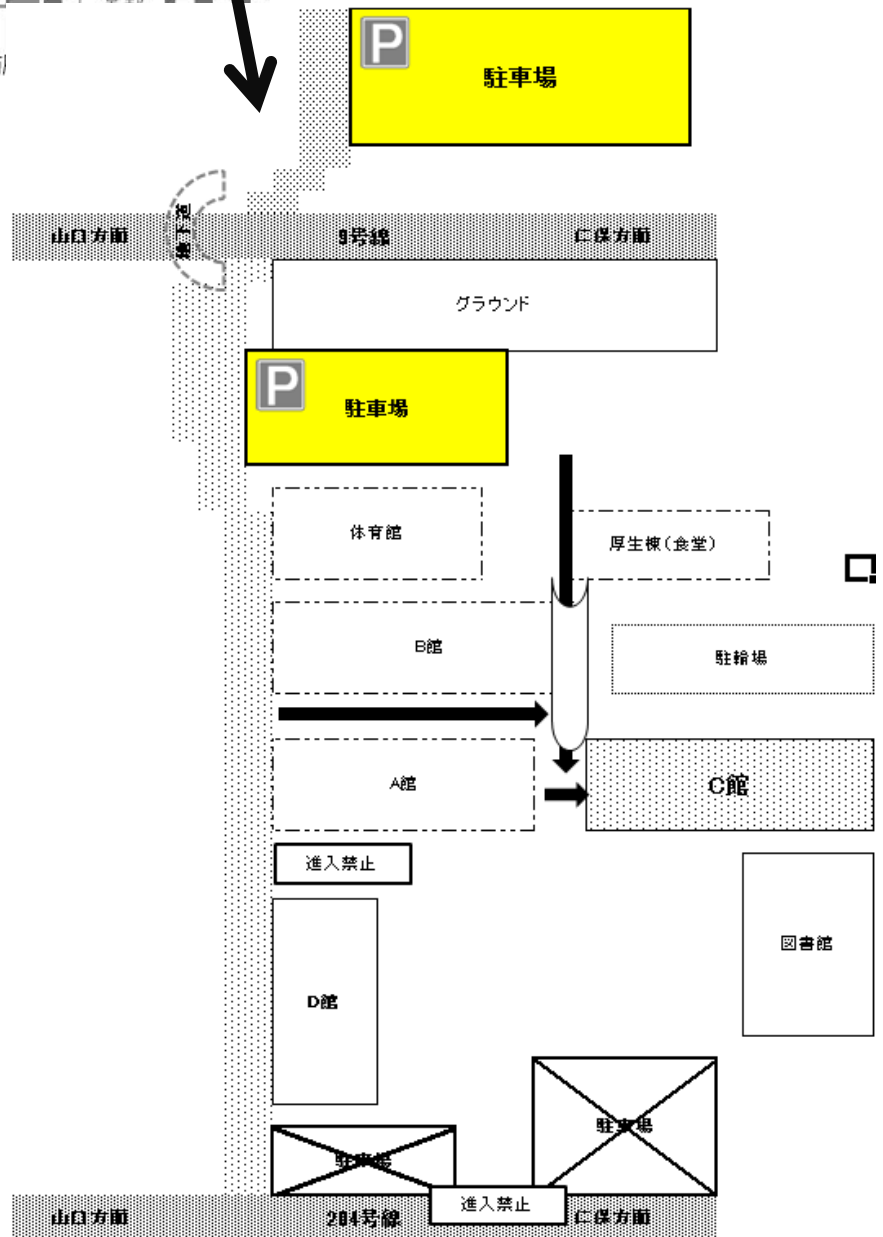 P
駐車場
地下道
山口方面
9号線
仁保方面
グラウンド
P
駐車場
体育館
厚生棟(食堂)
B館
駐輪場
A館
C館
進入禁止
図書館
D館
駐車場
駐車場
進入禁止
山口方面
204号線
仁保方面